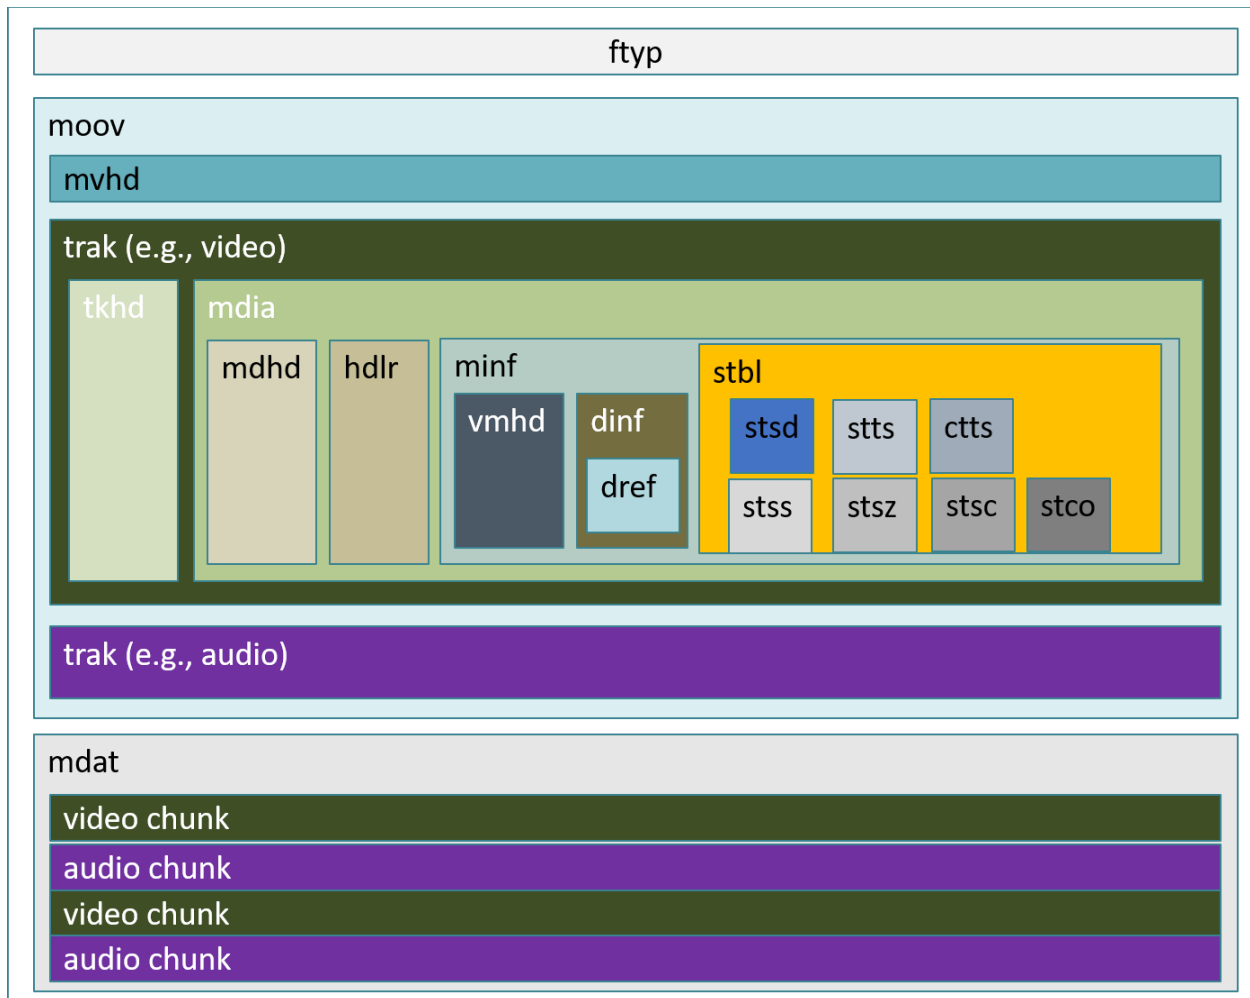 ftyp
moov
mvhd
trak (e.g., video)
tkhd
mdia
mdhd
hdlr
minf
vmhd
dinf
dref
stbl
stsd
stts
ctts
stss
stsz
stsc
stco
trak (e.g., audio)
mdat
video chunk
audio chunk
video chunk
audio chunk